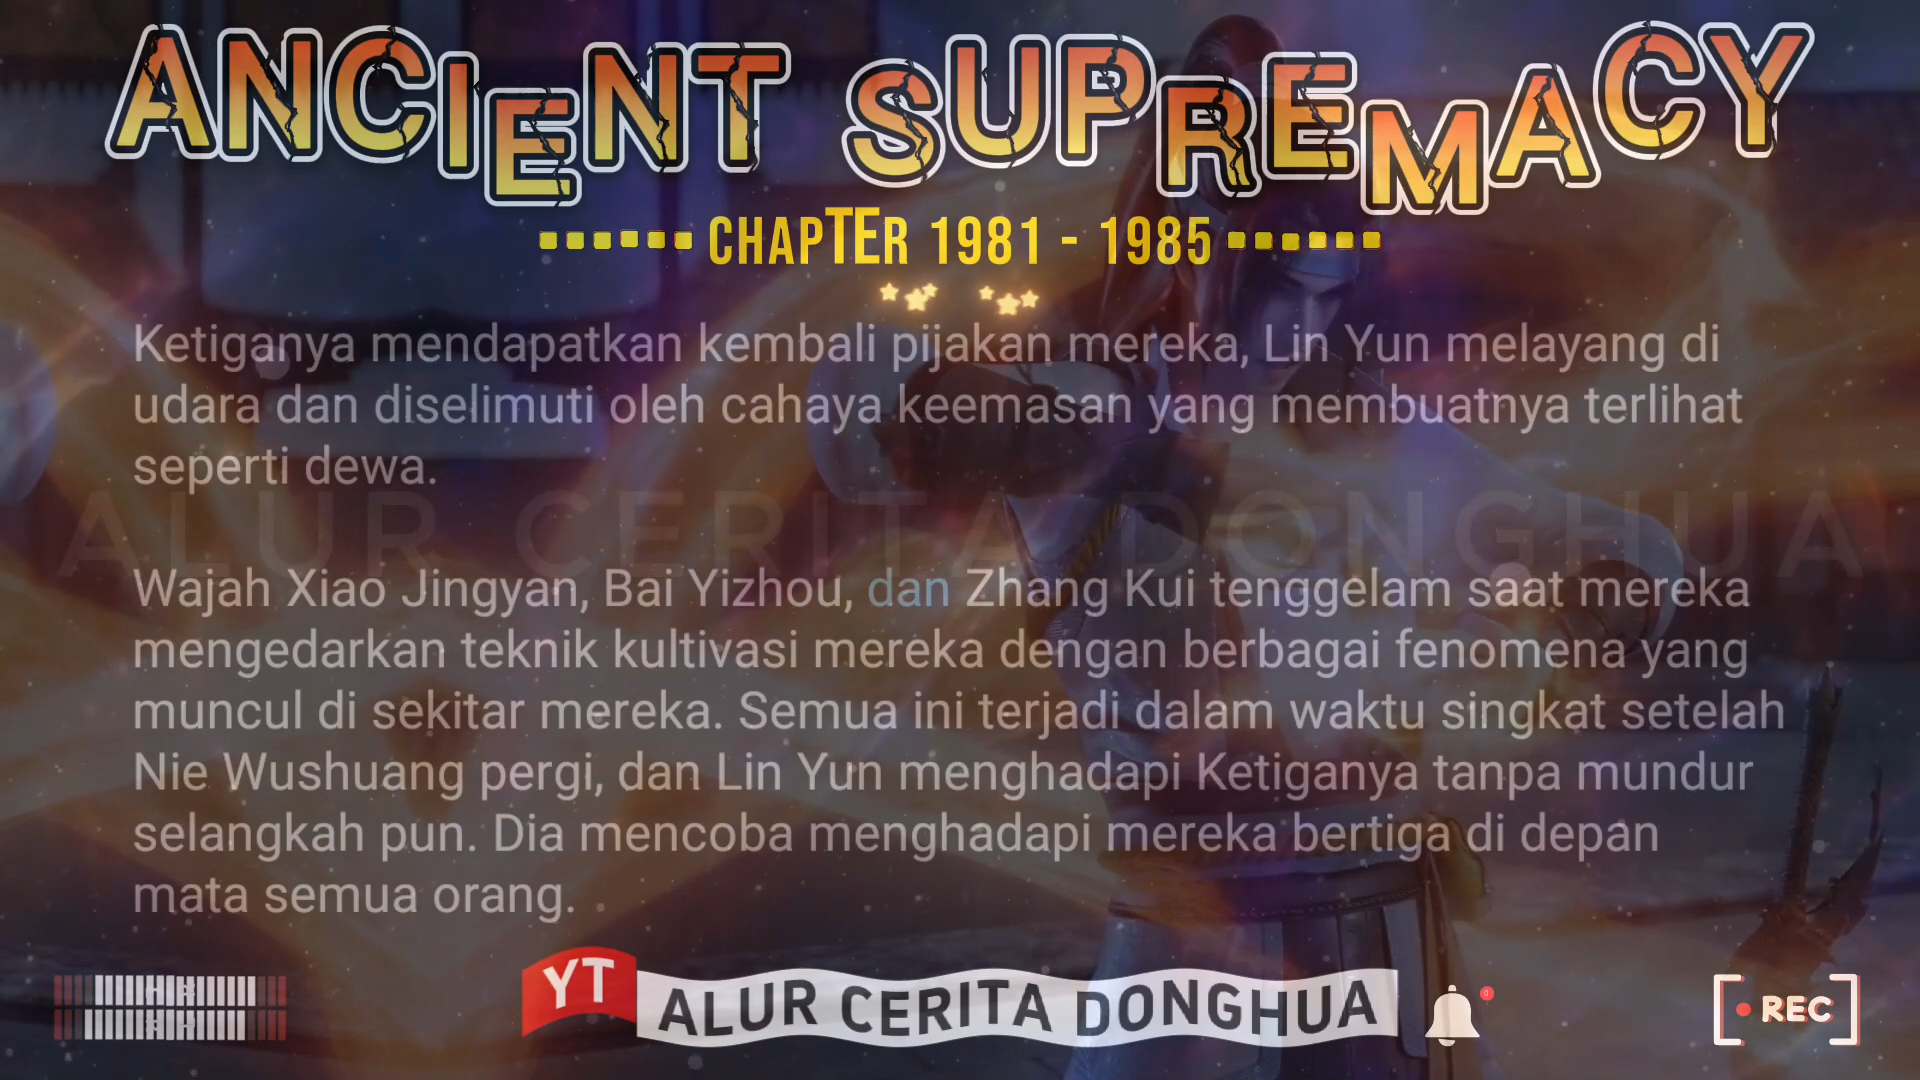 ANCIENT SUPREMACY
CHAPTER 1981 - 1985
Ketiganya mendapatkan kembali pijakan mereka, Lin Yun melayang di
udara dan diselimuti oleh cahaya keemasan yang membuatnya terlihat
seperti dewa.
ALUR CERITA DONGHUA
Wajah Xiao Jingyan, Bai Yizhou, dan Zhang Kui tenggelam saat mereka
mengedarkan teknik kultivasi mereka dengan berbagai fenomena yang
muncul di sekitar mereka. Semua ini terjadi dalam waktu singkat setelah
Nie Wushuang pergi, dan Lin Yun menghadapi Ketiganya tanpa mundur
selangkah pun. Dia mencoba menghadapi mereka bertiga di depan
mata semua orang.
YT ALUR CERITA DONGHUA
REC